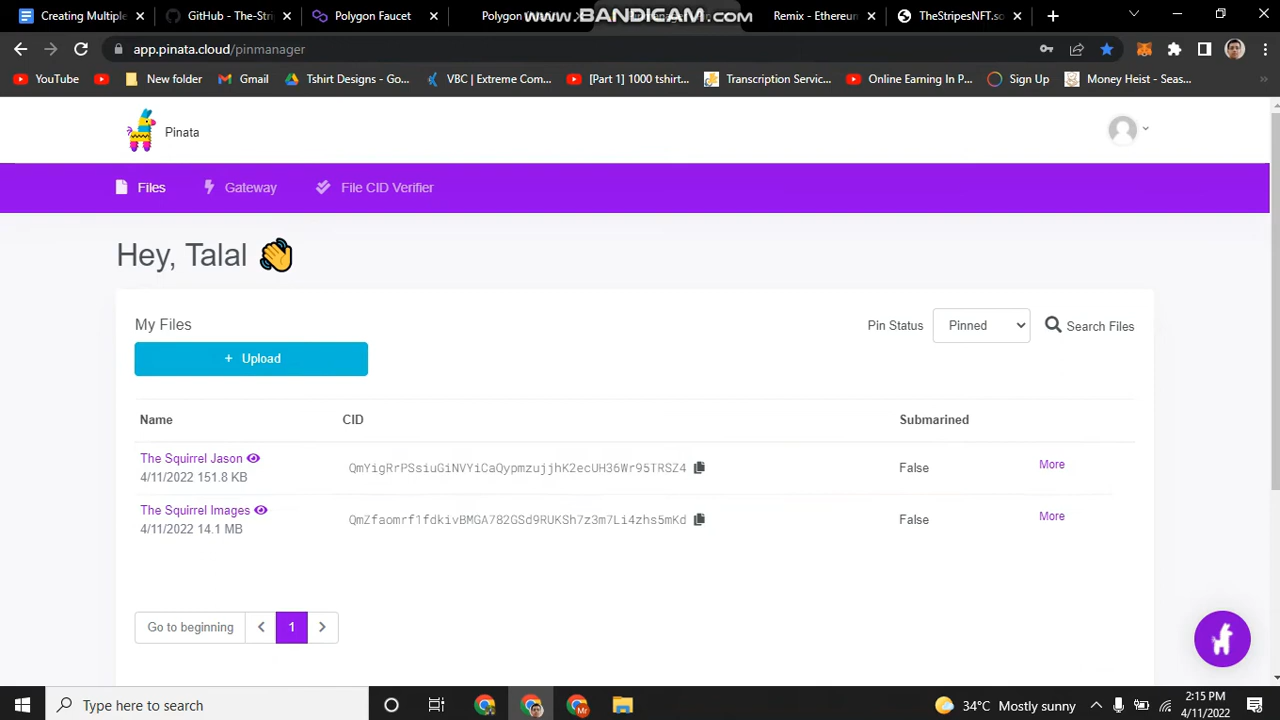 Creating Multiple
GitHub - The-Stri
Polygon Faucet
Polygon
Remix - Ethereun
TheStripesNFT.so
www.BANDICAM.com
app.pinata.cloud/pinmanager
YouTube
New folder
Gmail
Tshirt Designs - Go...
VBC | Extreme Com...
[Part 1] 1000 tshirt...
Transcription Servic...
Online Earning In P...
Sign Up
Money Heist - Seas...
»
Pinata
Files
Gateway
File CID Verifier
Hey, Talal
My Files
Pin Status
Pinned
Search Files
+ Upload
Name
CID
Submarined
The Squirrel Jason
QmYigRrPSsiuGiNVYiCaQypmzujjhK2ecUH36Wr95TRSZ4
False
More
4/11/2022 151.8 KB
The Squirrel Images
QmZfaomrf1fdkivBMGA782GSd9RUKSh7z3m7Li4zhs5mKd
False
More
4/11/2022 14.1 MB
Go to beginning
1
Type here to search
34°C Mostly sunny
2:15 PM
4/11/2022